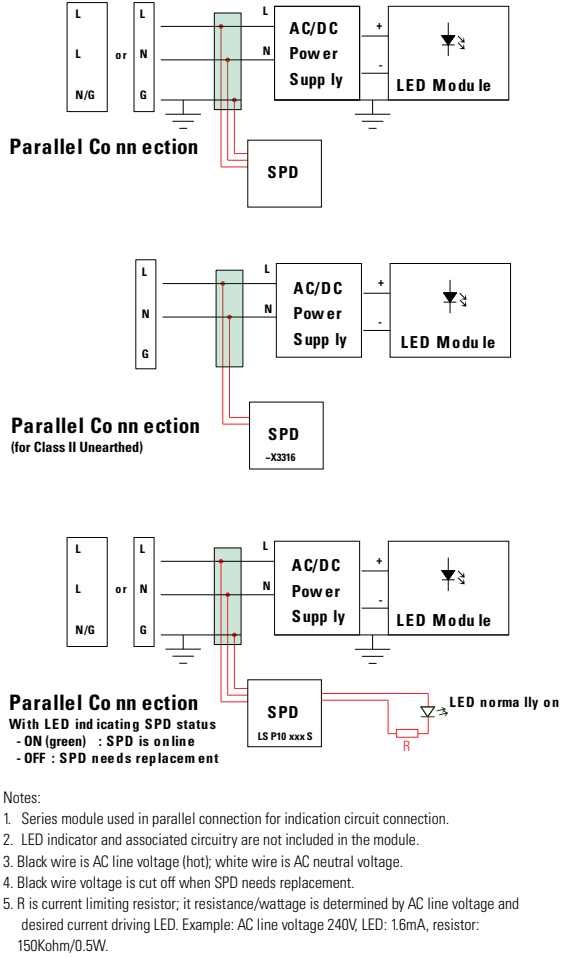 L
L
N/G
or
L
N
G
L
N
AC/DC
Power
Supply
+
-
LED Module
Parallel Connection
SPD
L
N
G
L
N
AC/DC
Power
Supply
+
-
LED Module
Parallel Connection
(for Class II Unearthed)
SPD
~X3316
L
L
N/G
or
L
N
G
L
N
AC/DC
Power
Supply
+
-
LED Module
Parallel Connection
With LED indicating SPD status
- ON (green) : SPD is online
- OFF : SPD needs replacement
SPD
LS P10 xxx S
LED normally on
R
Notes:
1. Series module used in parallel connection for indication circuit connection.
2. LED indicator and associated circuitry are not included in the module.
3. Black wire is AC line voltage (hot); white wire is AC neutral voltage.
4. Black wire voltage is cut off when SPD needs replacement.
5. R is current limiting resistor; it resistance/wattage is determined by AC line voltage and
desired current driving LED. Example: AC line voltage 240V, LED: 1.6mA, resistor:
150Kohm/0.5W.